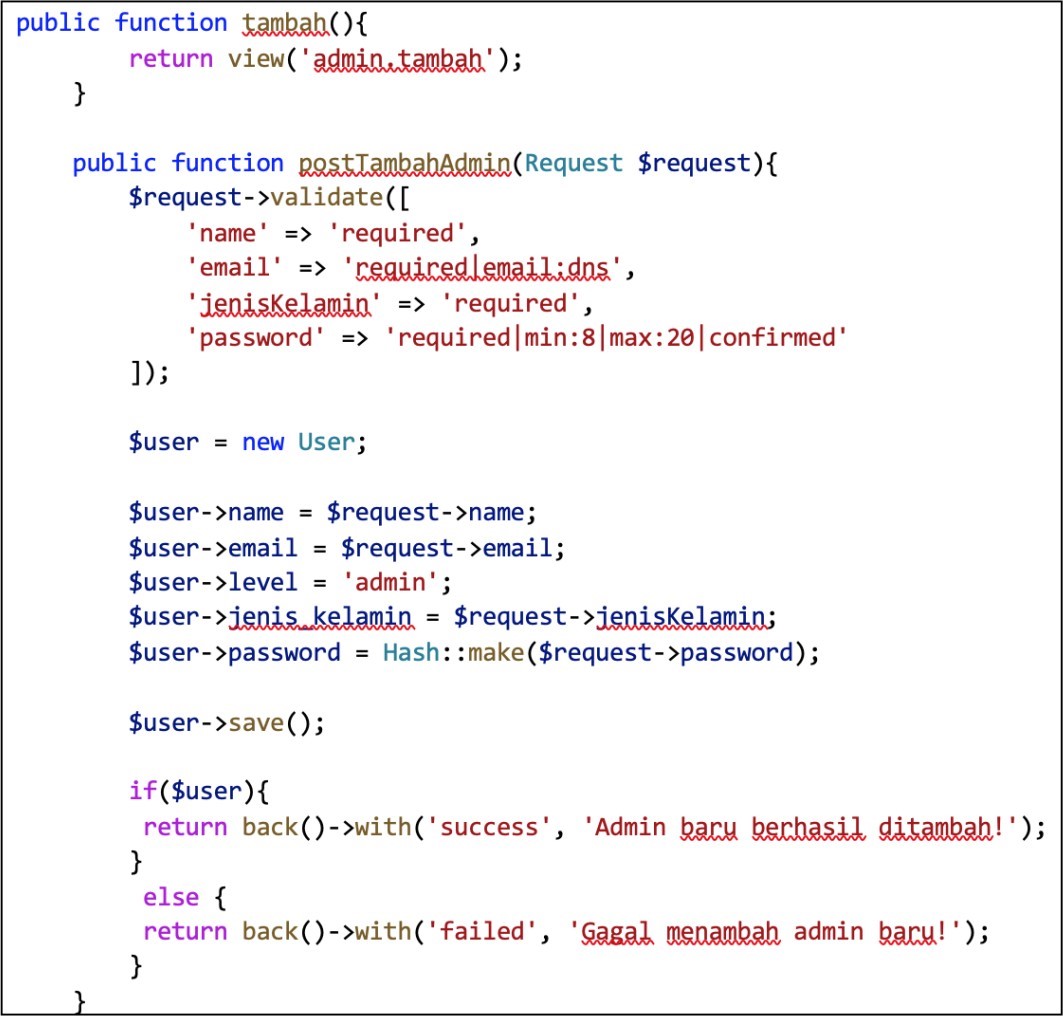 public function tambah(){
return view('admin.tambah');
}
public function postTambahAdmin(Request $request){
$request->validate([
'name' => 'required',
'email' => 'required|email:dns',
'jenisKelamin' => 'required',
'password' => 'required|min:8|max:20|confirmed'
]);
$user = new User;
$user->name = $request->name;
$user->email = $request->email;
$user->level = 'admin';
$user->jenis_kelamin = $request->jenisKelamin;
$user->password = Hash::make($request->password);
$user->save();
if($user){
return back()->with('success', 'Admin baru berhasil ditambah!');
}
else {
return back()->with('failed', 'Gagal menambah admin baru!');
}
}